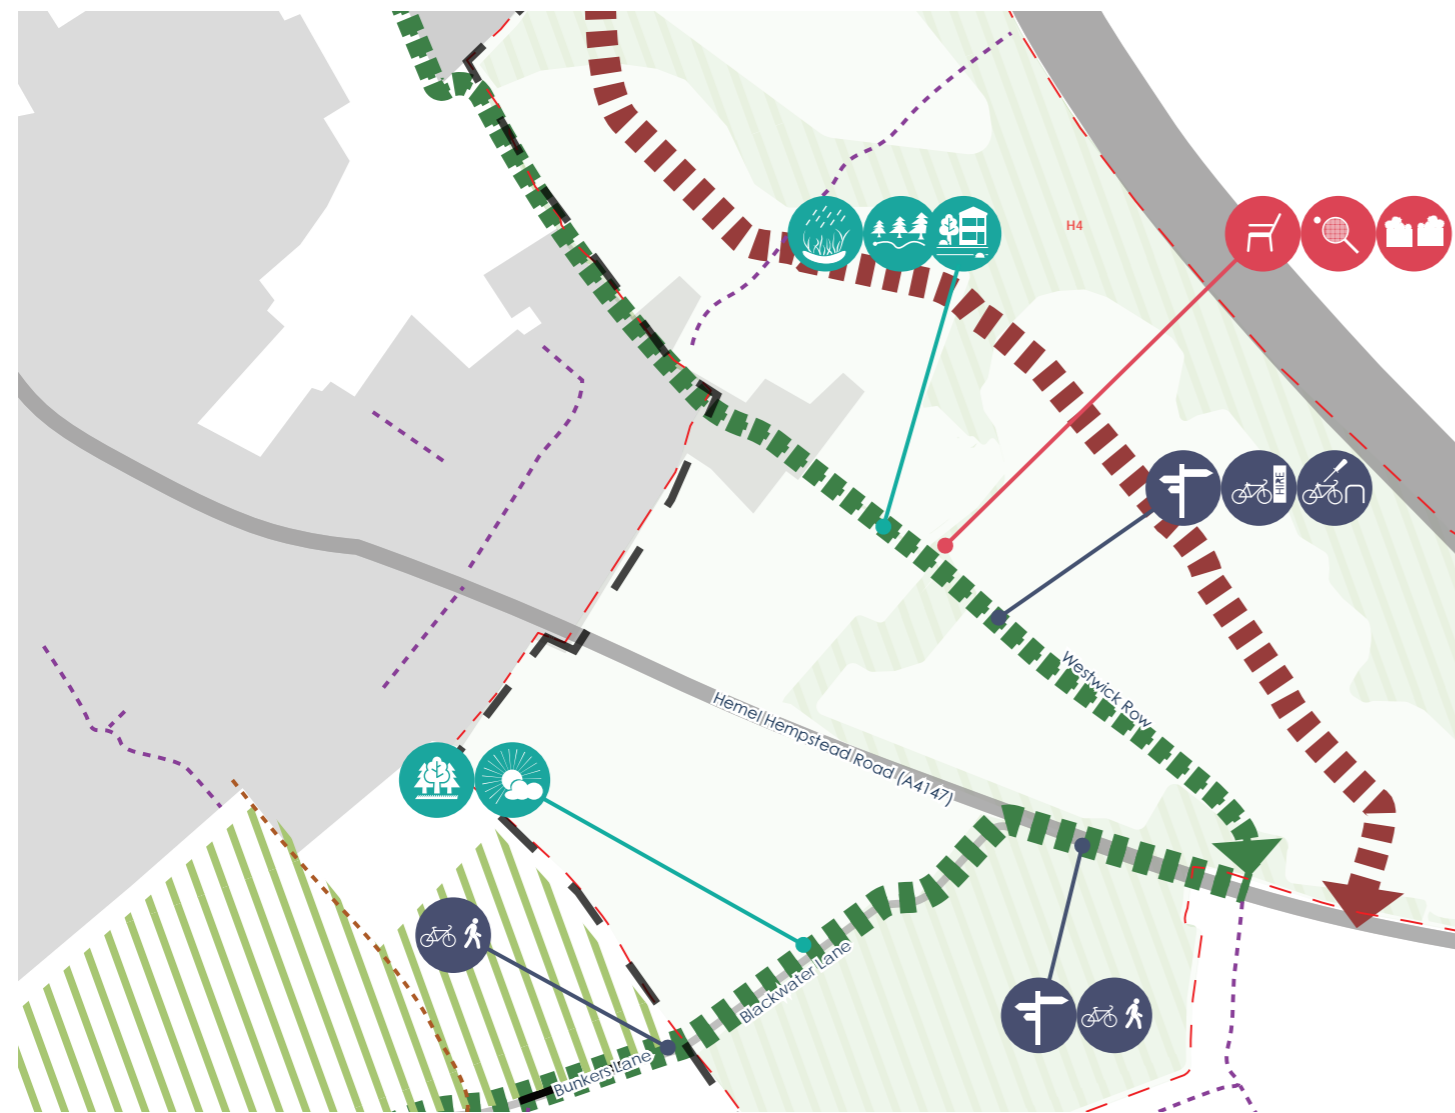 H4
HIRE
Westwick Row
Hemel Hempstead Road (A4147)
Blackwater Lane
Bunkers Lane